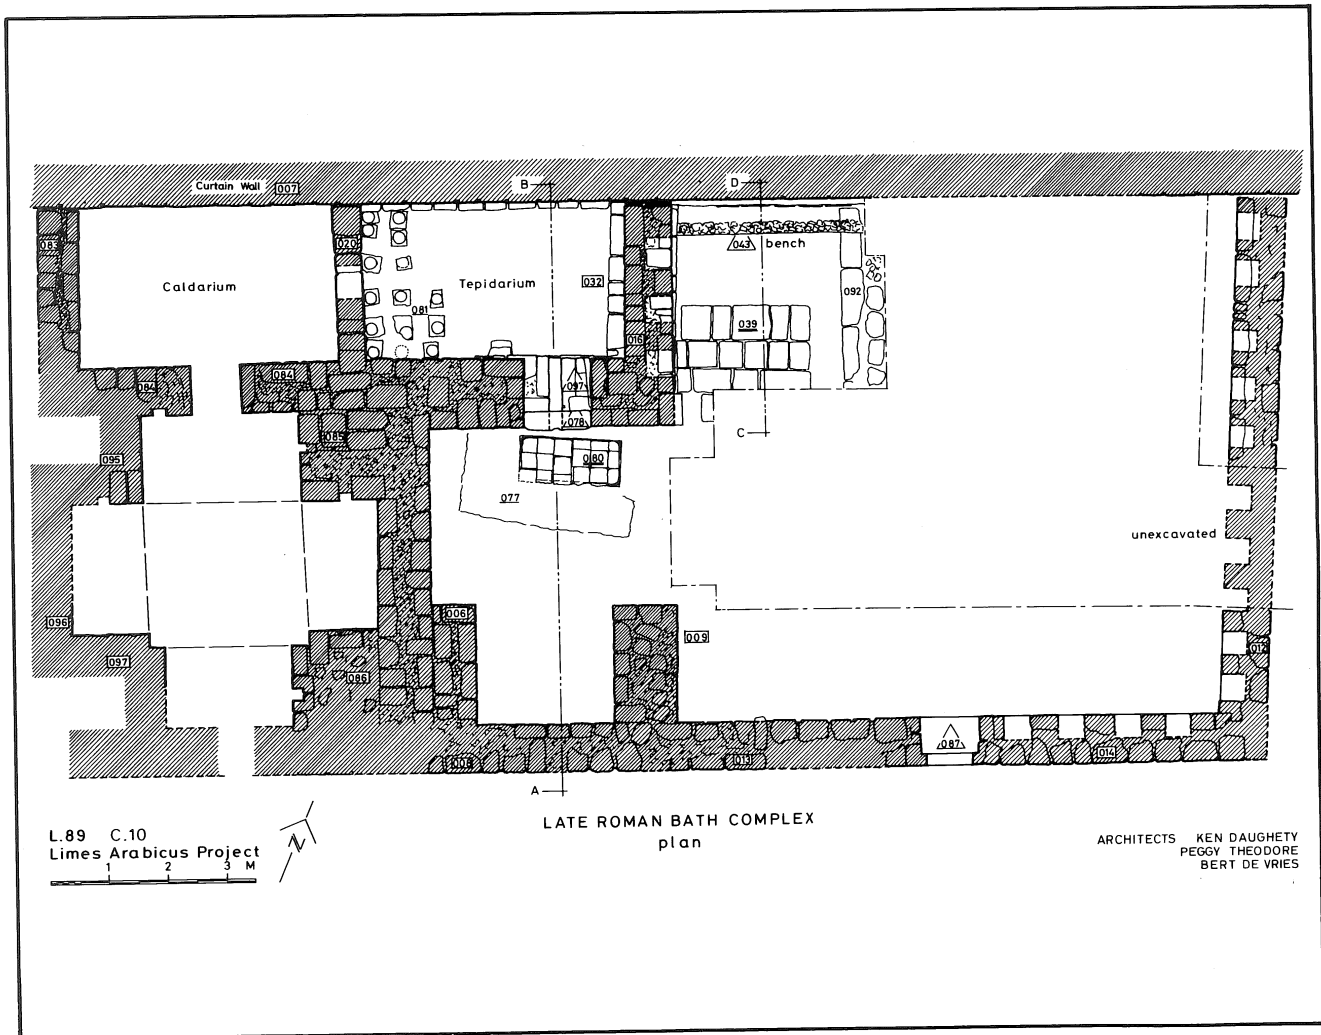 B
D
Curtain Wall 007
083
020
043 bench
Caldarium
Tepidarium
032
092
081
039
016
084
084
097
078
C
085
095
080
077
unexcavated
006
096
009
012
097
086
087
008
013
014
A
LATE ROMAN BATH COMPLEX
plan
L.89 C.10
Limes Arabicus Project
1 2 3 M
N
ARCHITECTS KEN DAUGHETY
PEGGY THEODORE
BERT DE VRIES